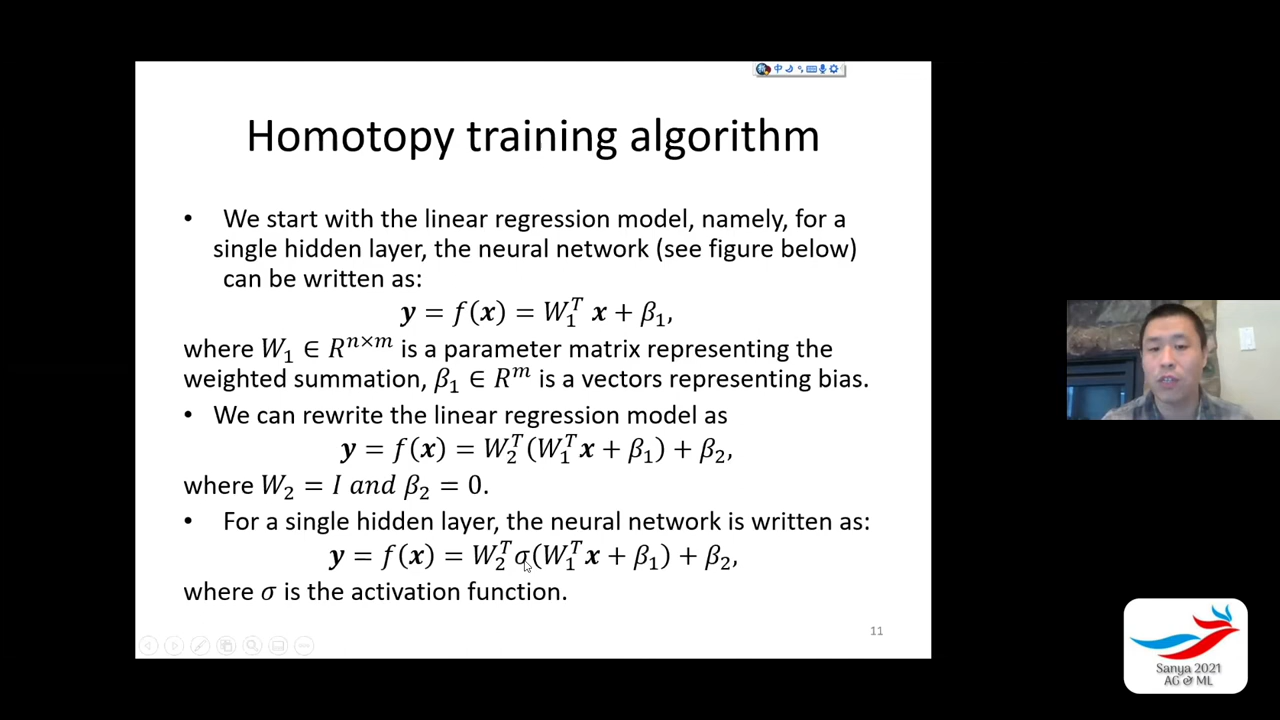 中
Homotopy training algorithm
• We start with the linear regression model, namely, for a
single hidden layer, the neural network (see figure below)
can be written as:
𝒚 = f(𝒙) = W₁ᵀ 𝒙 + β₁,
where W₁ ∈ Rⁿˣᵐ is a parameter matrix representing the
weighted summation, β₁ ∈ Rᵐ is a vectors representing bias.
• We can rewrite the linear regression model as
𝒚 = f(𝒙) = W₂ᵀ(W₁ᵀ𝒙 + β₁) + β₂,
where W₂ = I and β₂ = 0.
• For a single hidden layer, the neural network is written as:
𝒚 = f(𝒙) = W₂ᵀσ(W₁ᵀ𝒙 + β₁) + β₂,
where σ is the activation function.
11
Sanya 2021
AG & ML